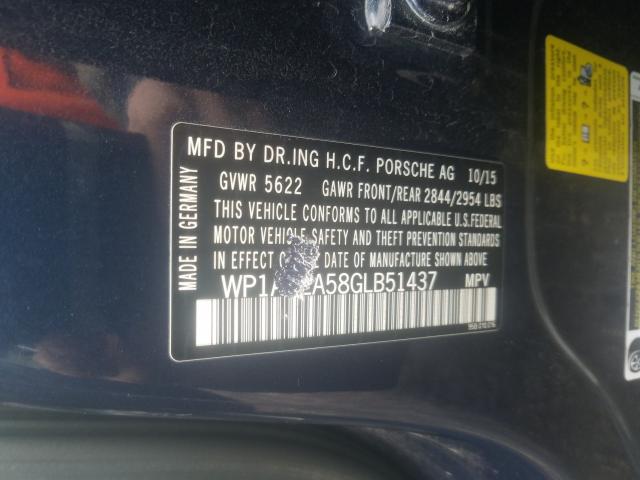 MFD BY DR.ING H.C.F. PORSCHE AG 10/15
GVWR 5622 GAWR FRONT/REAR 2844/2954 LBS
THIS VEHICLE CONFORMS TO ALL APPLICABLE U.S.FEDERAL
MOTOR VEHICLE SAFETY AND THEFT PREVENTION STANDARDS
IN EFFECT ON DATE OF MANUFACTURE SHOWN ABOVE
MPV
MADE IN GERMANY